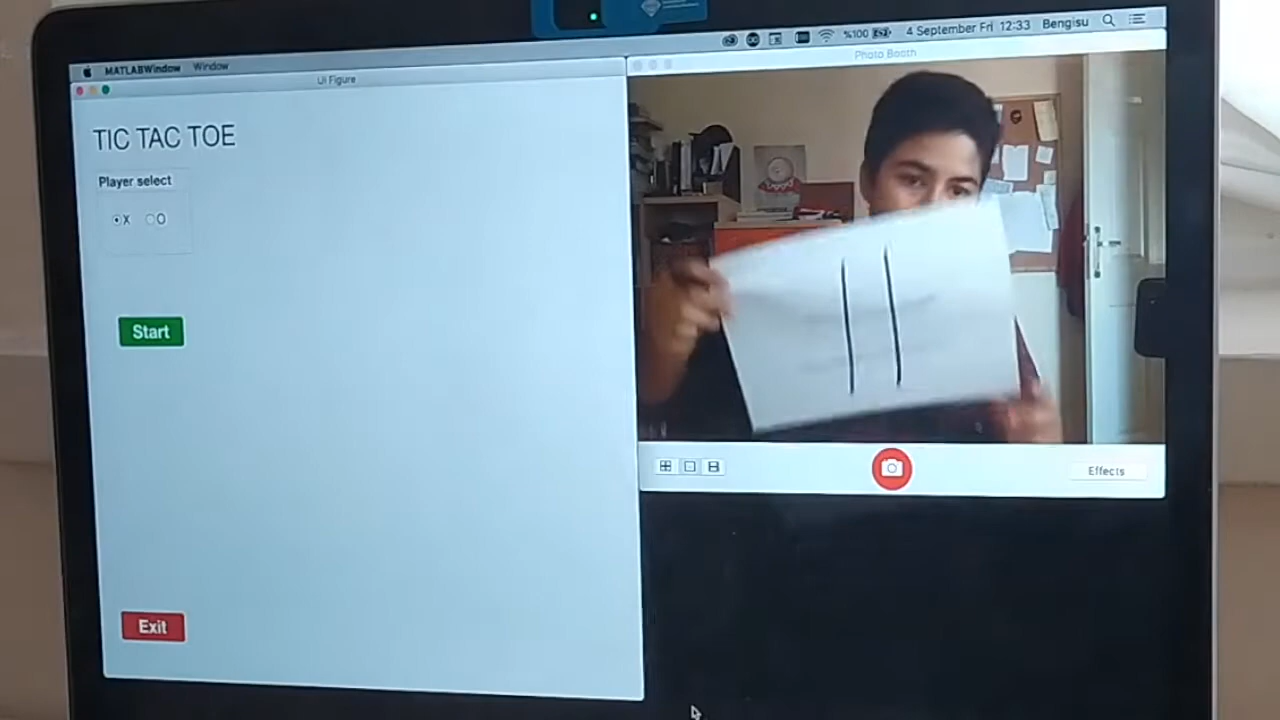 MATLABWindow Window
%100 4 September Fri 12:33 Bengisu
UI Figure
Photo Booth
TIC TAC TOE
Player select
X O
Start
Exit
Effects